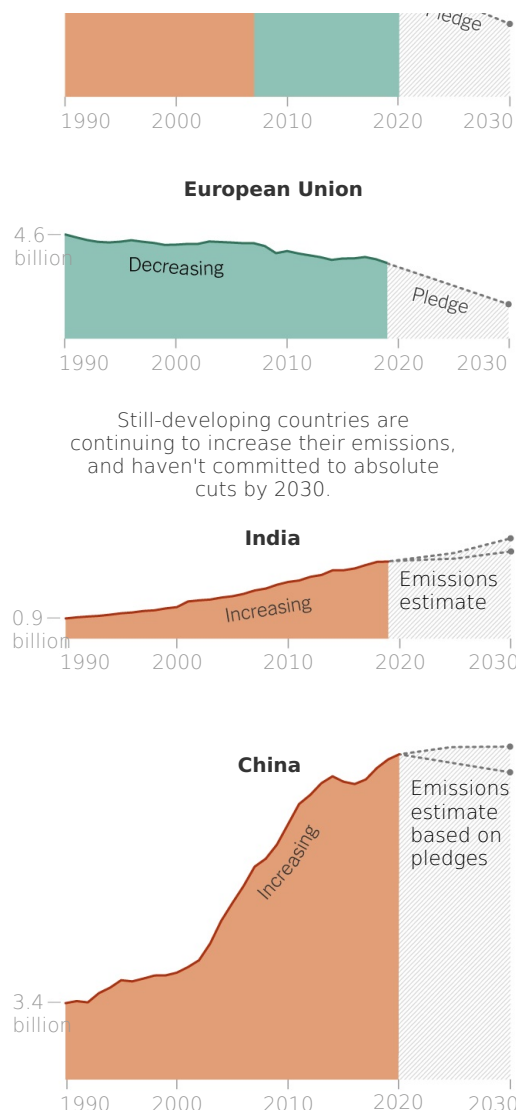 Pledge
1990 2000 2010 2020 2030
European Union
4.6
billion
Decreasing
Pledge
1990 2000 2010 2020 2030
Still-developing countries are
continuing to increase their emissions,
and haven't committed to absolute
cuts by 2030.
India
Increasing
Emissions
estimate
0.9
billion
1990 2000 2010 2020 2030
China
Increasing
Emissions
estimate
based on
pledges
3.4
billion
1990 2000 2010 2020 2030